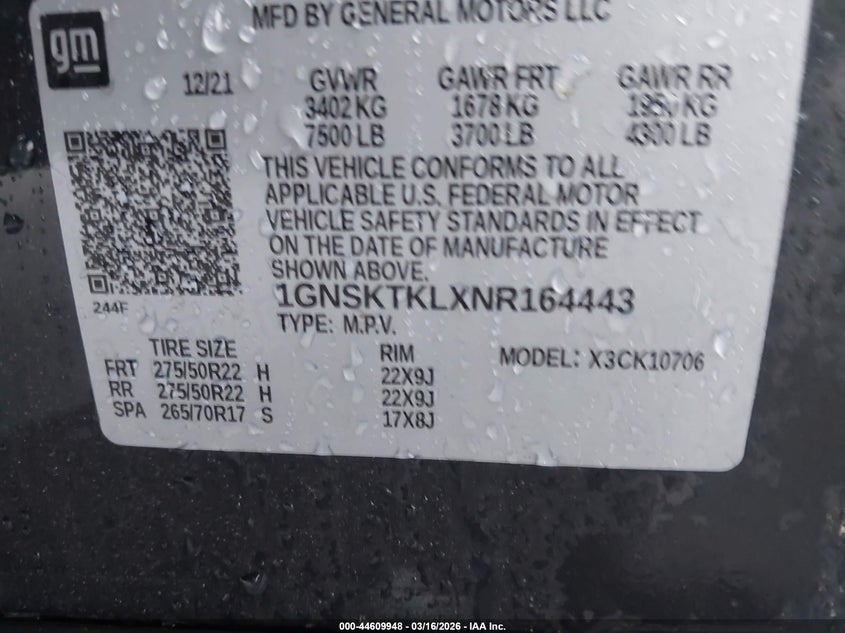 MFD BY GENERAL MOTORS LLC
gm
12/21 GVWR GAWR FRT GAWR RR
3402 KG 1678 KG 1950 KG
7500 LB 3700 LB 4300 LB
THIS VEHICLE CONFORMS TO ALL
APPLICABLE U.S. FEDERAL MOTOR
VEHICLE SAFETY STANDARDS IN EFFECT
ON THE DATE OF MANUFACTURE
SHOWN ABOVE.
244F
1GNSKTKLXNR164443
TYPE: M.P.V.
TIRE SIZE RIM MODEL: X3CK10706
FRT 275/50R22 H 22X9J
RR 275/50R22 H 22X9J
SPA 265/70R17 S 17X8J
000-44609948 - 03/16/2026 - IAA Inc.